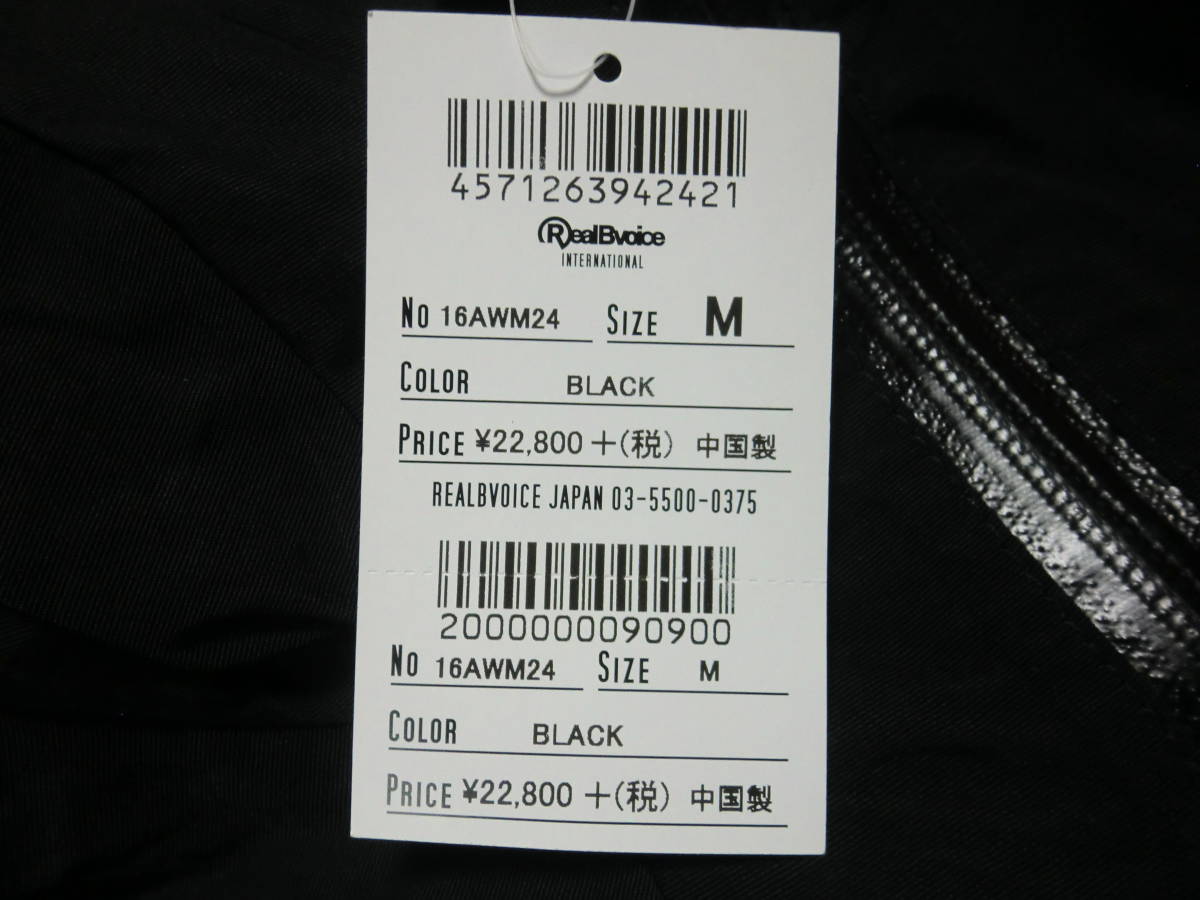 4571263942421
RealBvoice
INTERNATIONAL
No 16AWM24 SIZE M
COLOR BLACK
PRICE ¥22,800 +(税) 中国製
REALBVOICE JAPAN 03-5500-0375
2000000090900
No 16AWM24 SIZE M
COLOR BLACK
PRICE ¥22,800 +(税) 中国製